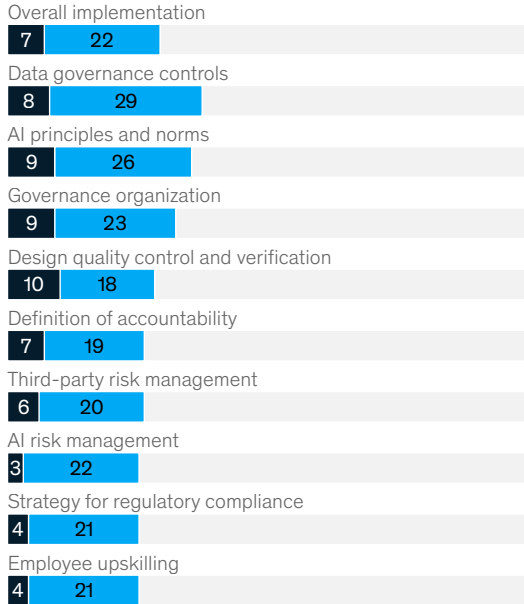 Overall implementation
7 22
Data governance controls
8 29
AI principles and norms
9 26
Governance organization
9 23
Design quality control and verification
10 18
Definition of accountability
7 19
Third-party risk management
6 20
AI risk management
3 22
Strategy for regulatory compliance
4 21
Employee upskilling
4 21